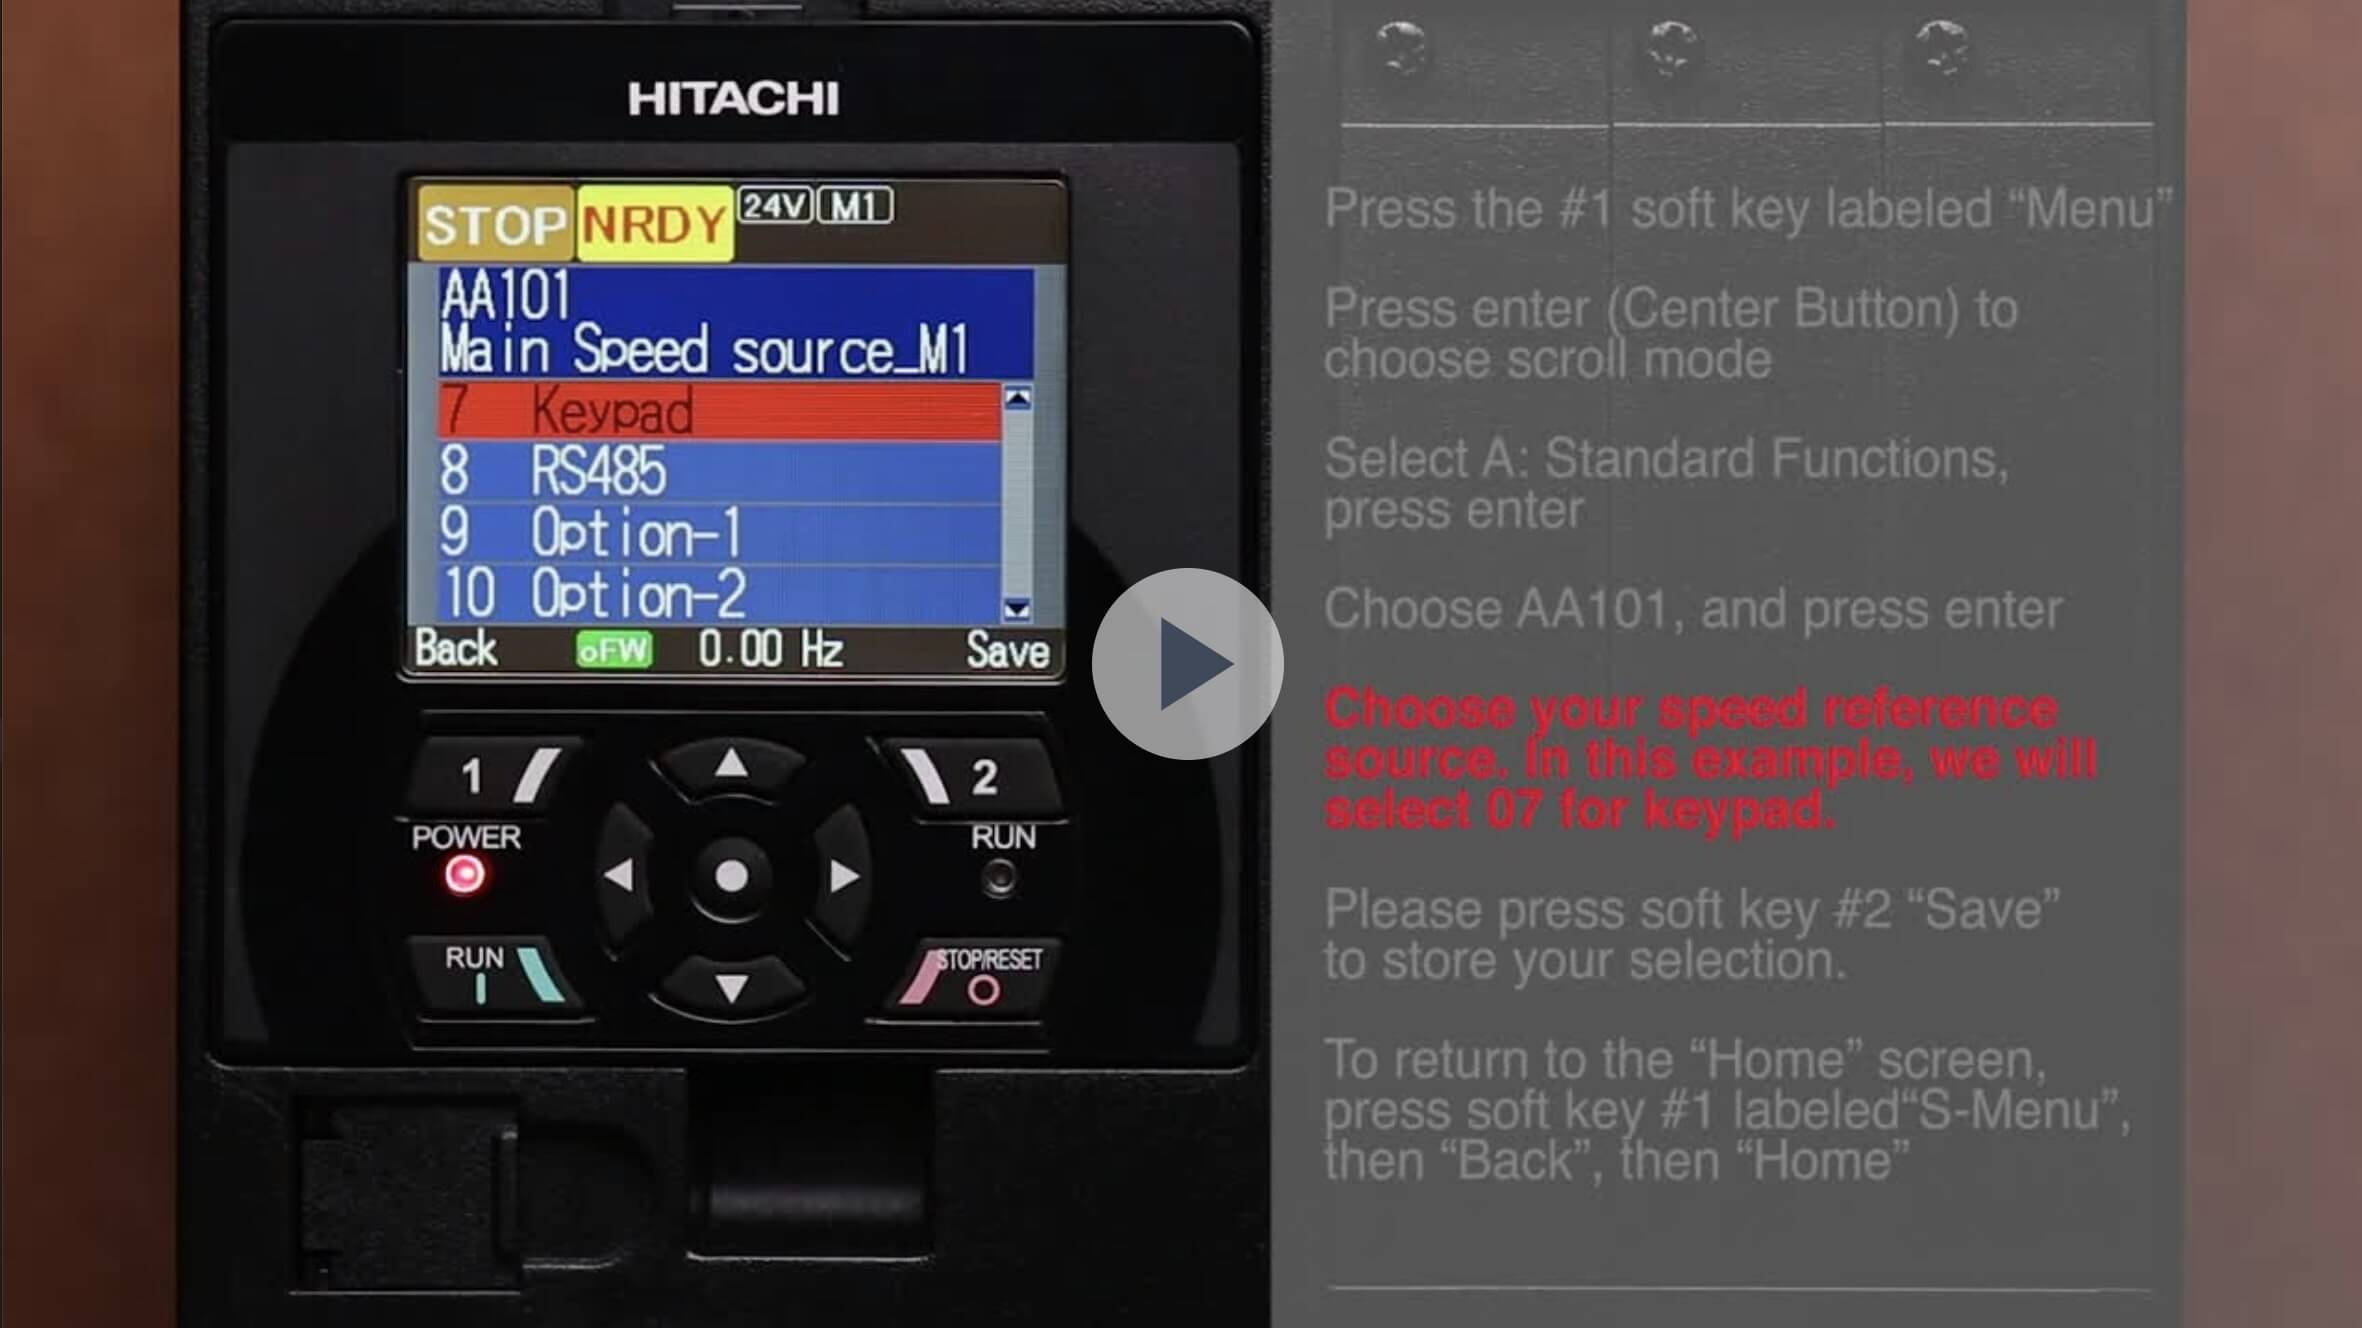 HITACHI
STOP NRDY 24V M1
AA101
Main Speed source_M1
7 Keypad
8 RS485
9 Option-1
10 Option-2
Back oFW 0.00 Hz Save
1 2
POWER RUN
RUN STOP/RESET
Press the #1 soft key labeled “Menu”
Press enter (Center Button) to
choose scroll mode
Select A: Standard Functions,
press enter
Choose AA101, and press enter
Choose your speed reference
source. In this example, we will
select 07 for keypad.
Please press soft key #2 “Save”
to store your selection.
To return to the “Home” screen,
press soft key #1 labeled“S-Menu”,
then “Back”, then “Home”